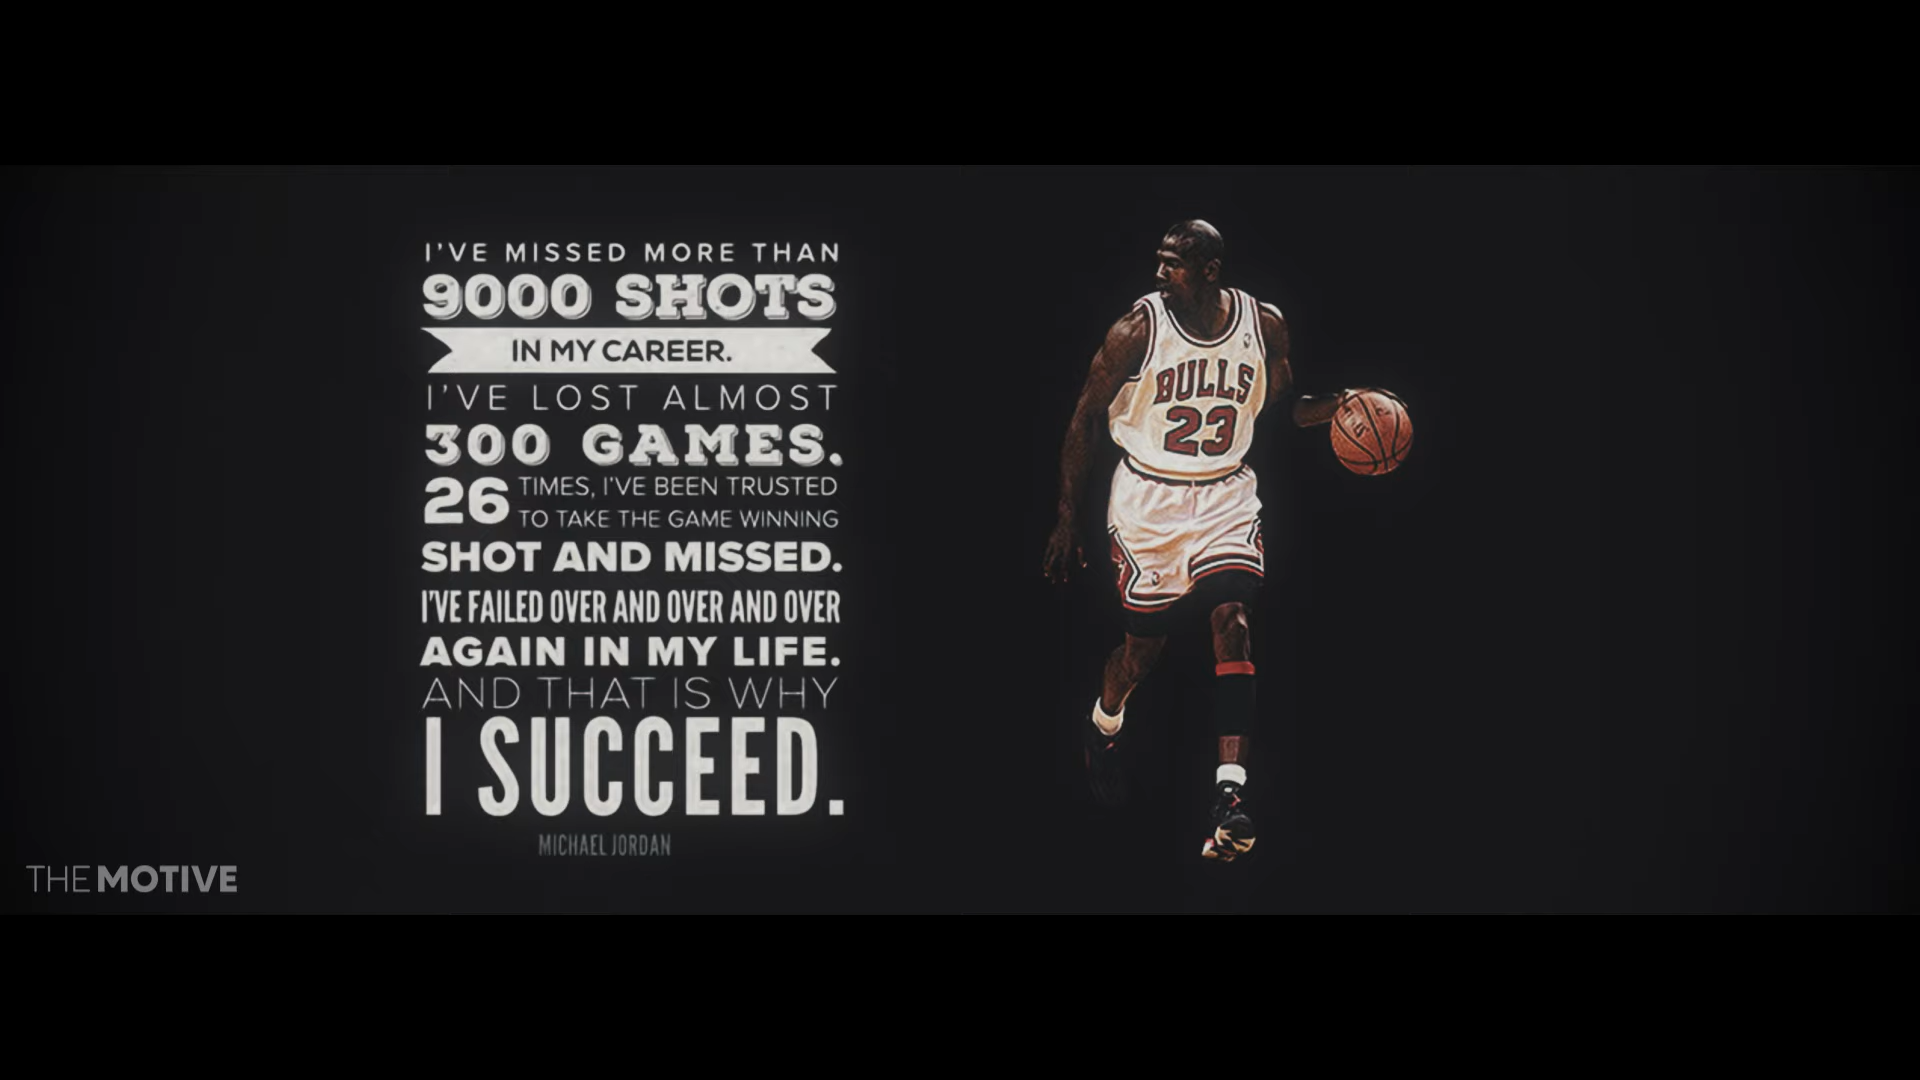 I'VE MISSED MORE THAN
9000 SHOTS
IN MY CAREER.
I'VE LOST ALMOST
300 GAMES.
26 TIMES, I'VE BEEN TRUSTED
TO TAKE THE GAME WINNING
SHOT AND MISSED.
I'VE FAILED OVER AND OVER AND OVER
AGAIN IN MY LIFE.
AND THAT IS WHY
I SUCCEED.
MICHAEL JORDAN
THE MOTIVE
BULLS
23